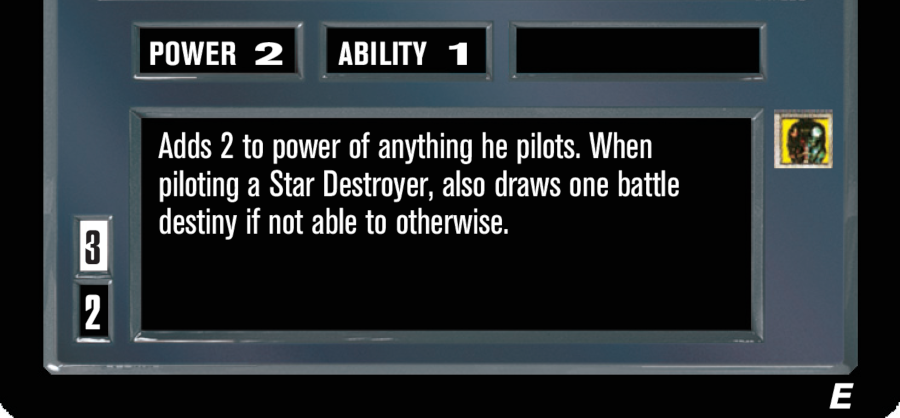 POWER 2 ABILITY 1
Adds 2 to power of anything he pilots. When
piloting a Star Destroyer, also draws one battle
destiny if not able to otherwise.
3
2
E